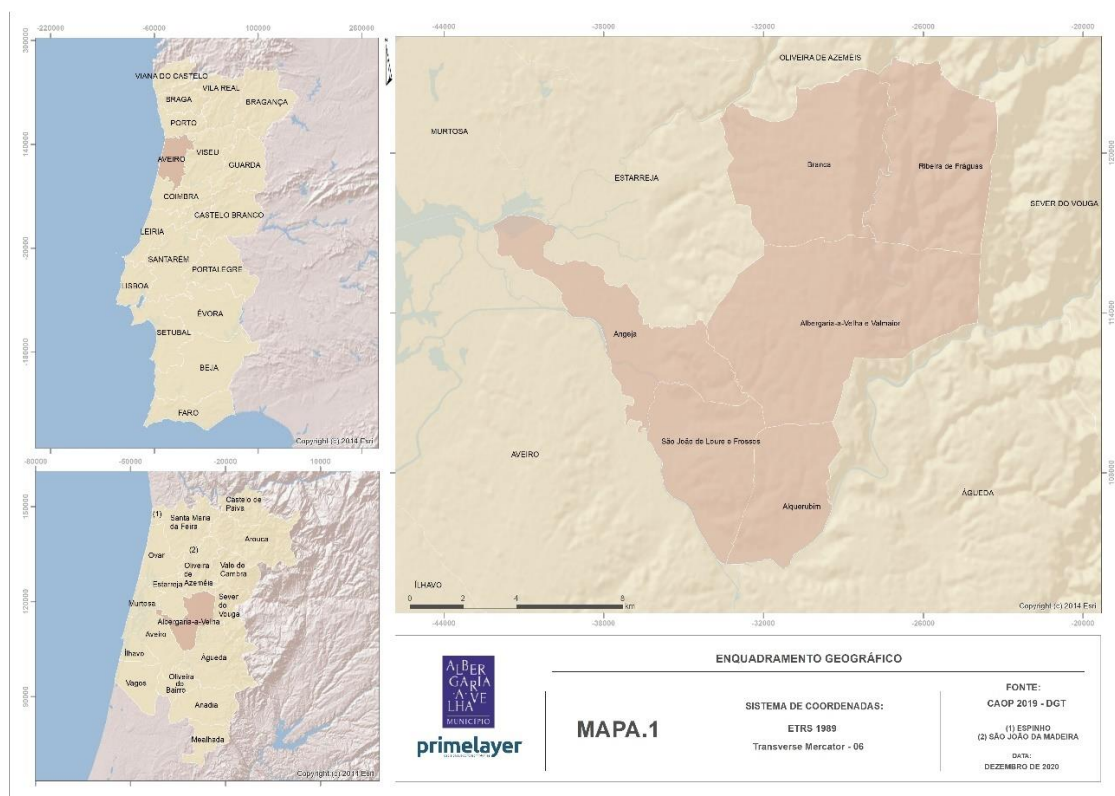 -220000
-60000
100000
260000
300000
140000
-20000
-180000
VIANA DO CASTELO
VILA REAL
BRAGA
BRAGANÇA
PORTO
AVEIRO
VISEU
GUARDA
COIMBRA
CASTELO BRANCO
LEIRIA
SANTARÉM
PORTALEGRE
LISBOA
ÉVORA
SETUBAL
BEJA
FARO
Copyright (c) 2014 Esri
-80000
-50000
-20000
10000
150000
120000
90000
Castelo de
Paiva
(1)
Santa Maria
da Feira
Arouca
(2)
Ovar
Oliveira
de
Azeméis
Vale de
Cambra
Estarreja
Murtosa
Sever
do
Vouga
Albergaria-a-Velha
Aveiro
Ílhavo
Águeda
Vagos
Oliveira
do
Bairro
Anadia
Mealhada
Copyright (c) 2014 Esri
-44000
-38000
-32000
-26000
-20000
OLIVEIRA DE AZEMÉIS
MURTOSA
120000
Branca
Ribeira de Fráguas
ESTARREJA
SEVER DO VOUGA
114000
Angeja
Albergaria-a-Velha e Valmaior
São João de Loure e Frossos
AVEIRO
108000
ÁGUEDA
Alquerubim
ÍLHAVO
0
2
4
8
km
Copyright (c) 2014 Esri
-44000
-38000
-32000
-26000
-20000
ALBER
GARIA
·A·VE
LHA
MUNICÍPIO
primelayer
ENQUADRAMENTO GEOGRÁFICO
MAPA.1
SISTEMA DE COORDENADAS:
ETRS 1989
Transverse Mercator - 06
FONTE:
CAOP 2019 - DGT
(1) ESPINHO
(2) SÃO JOÃO DA MADEIRA
DATA:
DEZEMBRO DE 2020